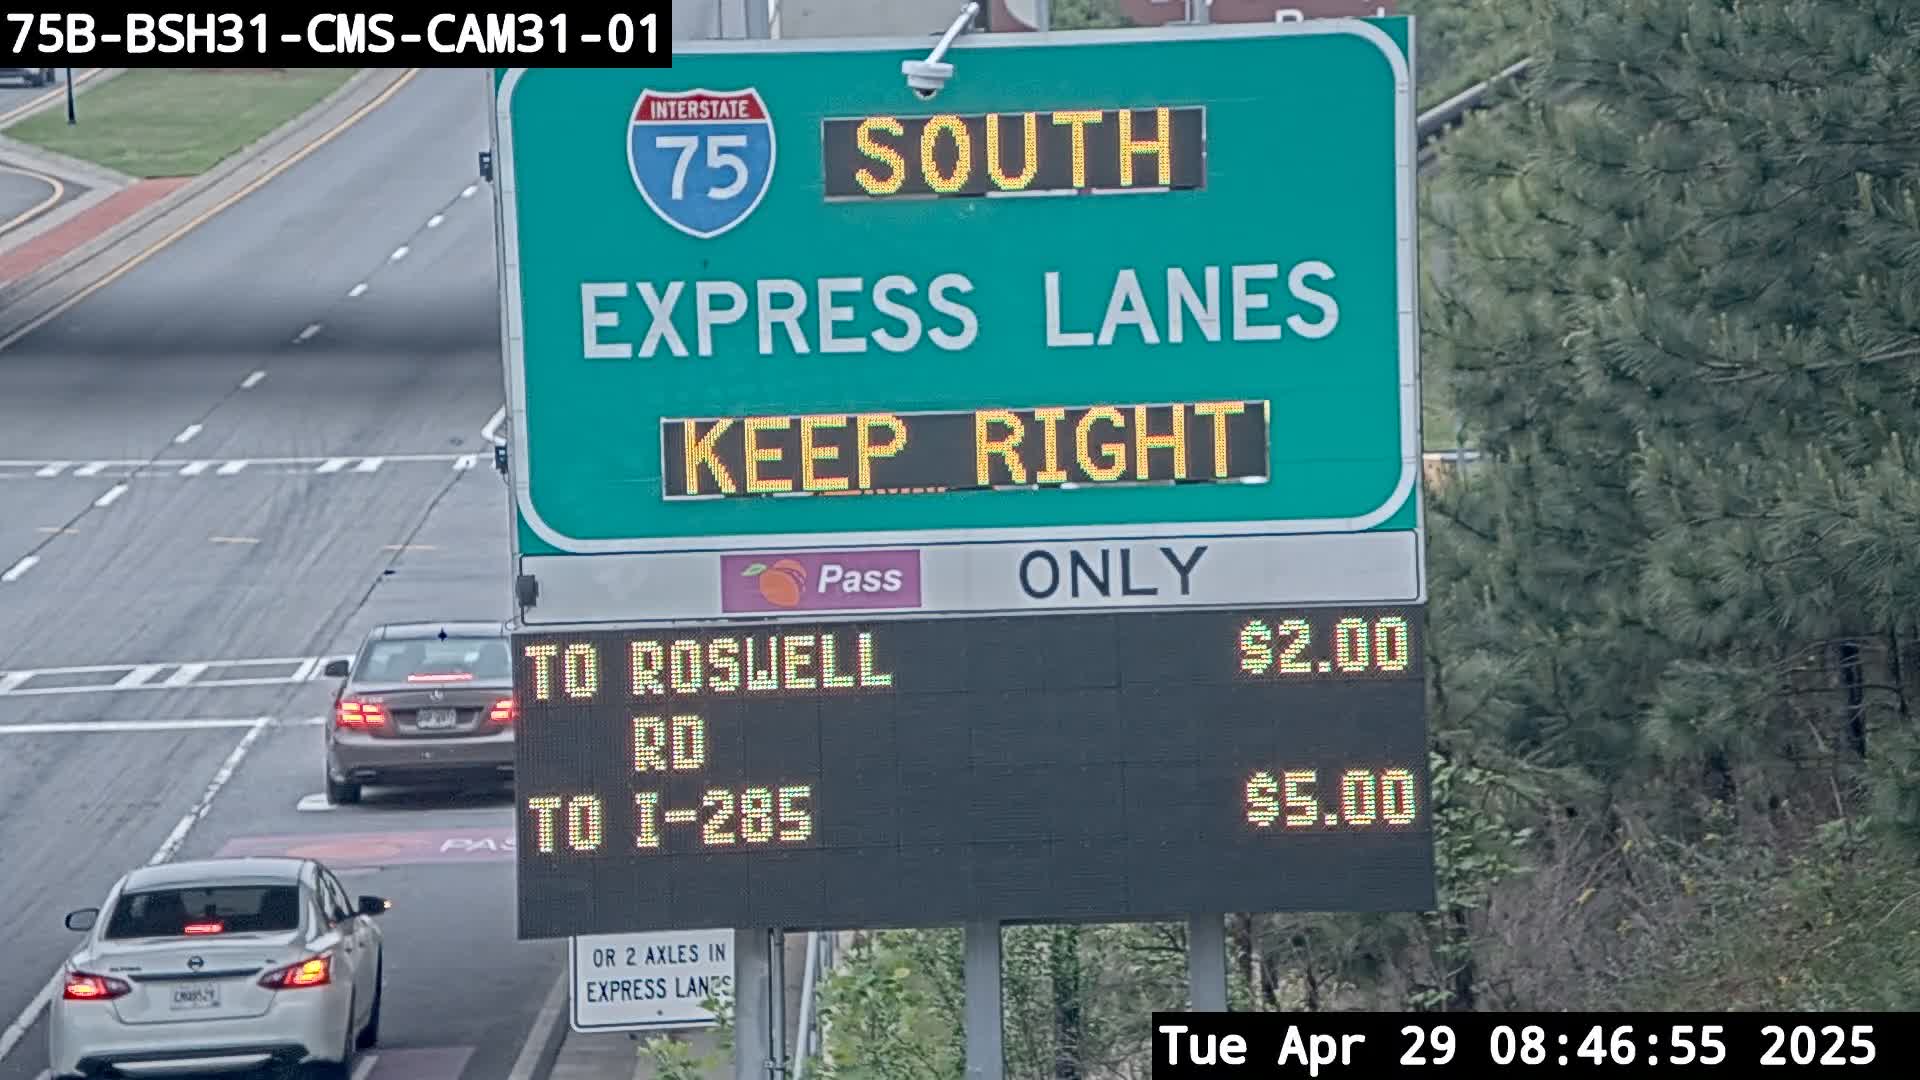 75B-BSH31-CMS-CAM31-01
INTERSTATE
75
SOUTH
EXPRESS LANES
KEEP RIGHT
Pass
ONLY
TO ROSWELL $2.00
RD
TO I-285 $5.00
OR 2 AXLES IN
EXPRESS LANES
Tue Apr 29 08:46:55 2025